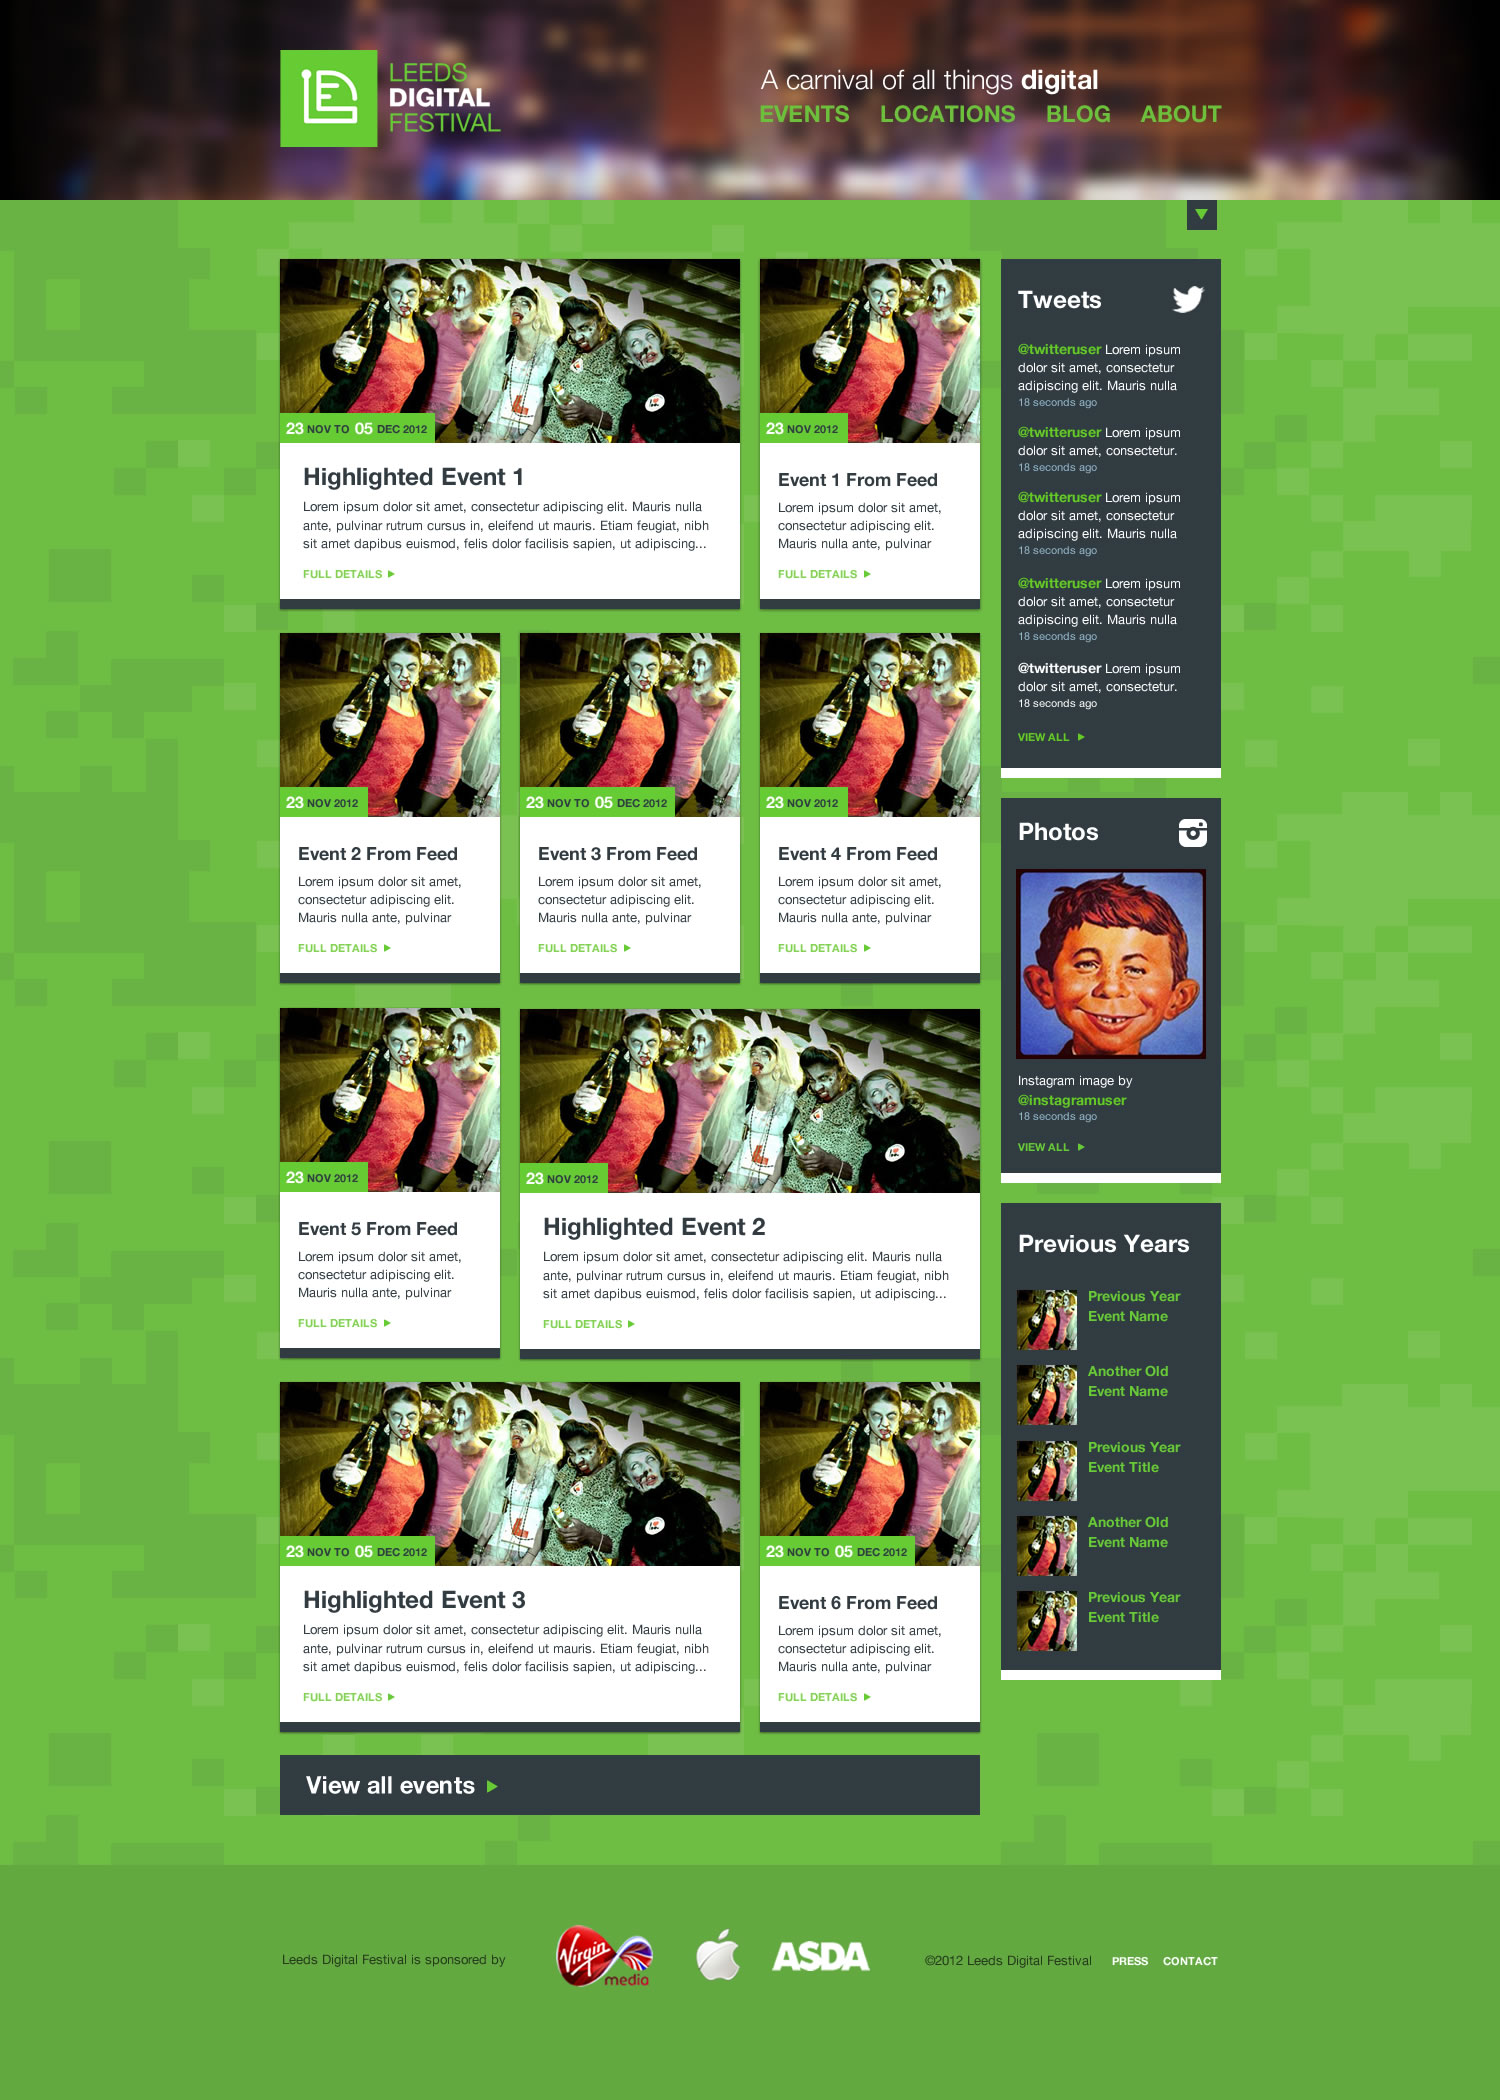 LEEDS
DIGITAL
FESTIVAL
A carnival of all things digital
EVENTS LOCATIONS BLOG ABOUT
23 NOV TO 05 DEC 2012
Highlighted Event 1
Lorem ipsum dolor sit amet, consectetur adipiscing elit. Mauris nulla
ante, pulvinar rutrum cursus in, eleifend ut mauris. Etiam feugiat, nibh
sit amet dapibus euismod, felis dolor facilisis sapien, ut adipiscing...
FULL DETAILS
23 NOV 2012
Event 1 From Feed
Lorem ipsum dolor sit amet,
consectetur adipiscing elit.
Mauris nulla ante, pulvinar
FULL DETAILS
23 NOV 2012
Event 2 From Feed
Lorem ipsum dolor sit amet,
consectetur adipiscing elit.
Mauris nulla ante, pulvinar
FULL DETAILS
23 NOV TO 05 DEC 2012
Event 3 From Feed
Lorem ipsum dolor sit amet,
consectetur adipiscing elit.
Mauris nulla ante, pulvinar
FULL DETAILS
23 NOV 2012
Event 4 From Feed
Lorem ipsum dolor sit amet,
consectetur adipiscing elit.
Mauris nulla ante, pulvinar
FULL DETAILS
23 NOV 2012
Event 5 From Feed
Lorem ipsum dolor sit amet,
consectetur adipiscing elit.
Mauris nulla ante, pulvinar
FULL DETAILS
23 NOV 2012
Highlighted Event 2
Lorem ipsum dolor sit amet, consectetur adipiscing elit. Mauris nulla
ante, pulvinar rutrum cursus in, eleifend ut mauris. Etiam feugiat, nibh
sit amet dapibus euismod, felis dolor facilisis sapien, ut adipiscing...
FULL DETAILS
23 NOV TO 05 DEC 2012
Highlighted Event 3
Lorem ipsum dolor sit amet, consectetur adipiscing elit. Mauris nulla
ante, pulvinar rutrum cursus in, eleifend ut mauris. Etiam feugiat, nibh
sit amet dapibus euismod, felis dolor facilisis sapien, ut adipiscing...
FULL DETAILS
23 NOV TO 05 DEC 2012
Event 6 From Feed
Lorem ipsum dolor sit amet,
consectetur adipiscing elit.
Mauris nulla ante, pulvinar
FULL DETAILS
View all events
Tweets
@twitteruser Lorem ipsum
dolor sit amet, consectetur
adipiscing elit. Mauris nulla
18 seconds ago
@twitteruser Lorem ipsum
dolor sit amet, consectetur.
18 seconds ago
@twitteruser Lorem ipsum
dolor sit amet, consectetur
adipiscing elit. Mauris nulla
18 seconds ago
@twitteruser Lorem ipsum
dolor sit amet, consectetur
adipiscing elit. Mauris nulla
18 seconds ago
@twitteruser Lorem ipsum
dolor sit amet, consectetur.
18 seconds ago
VIEW ALL
Photos
Instagram image by
@instagramuser
18 seconds ago
VIEW ALL
Previous Years
Previous Year
Event Name
Another Old
Event Name
Previous Year
Event Title
Another Old
Event Name
Previous Year
Event Title
Leeds Digital Festival is sponsored by
Virgin
media
ASDA
©2012 Leeds Digital Festival PRESS CONTACT